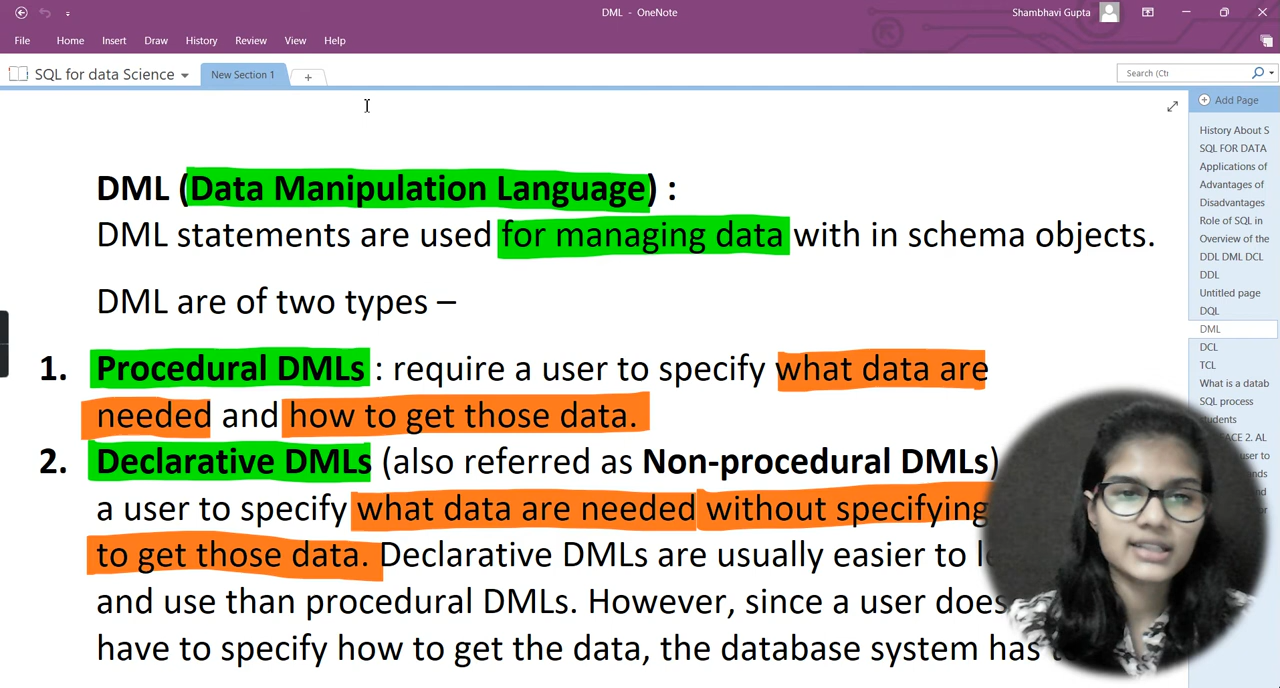 DML - OneNote
Shambhavi Gupta
File Home Insert Draw History Review View Help
SQL for data Science
New Section 1
Search (Ct
Add Page
History About S
SQL FOR DATA
Applications of
Advantages of
Disadvantages
Role of SQL in
Overview of the
DDL DML DCL
DDL
Untitled page
DQL
DML
DCL
TCL
What is a datab
SQL process
DML (Data Manipulation Language) :
DML statements are used for managing data with in schema objects.
DML are of two types –
1. Procedural DMLs : require a user to specify what data are
needed and how to get those data.
2. Declarative DMLs (also referred as Non-procedural DMLs)
a user to specify what data are needed without specifying
to get those data. Declarative DMLs are usually easier to
and use than procedural DMLs. However, since a user does
have to specify how to get the data, the database system has